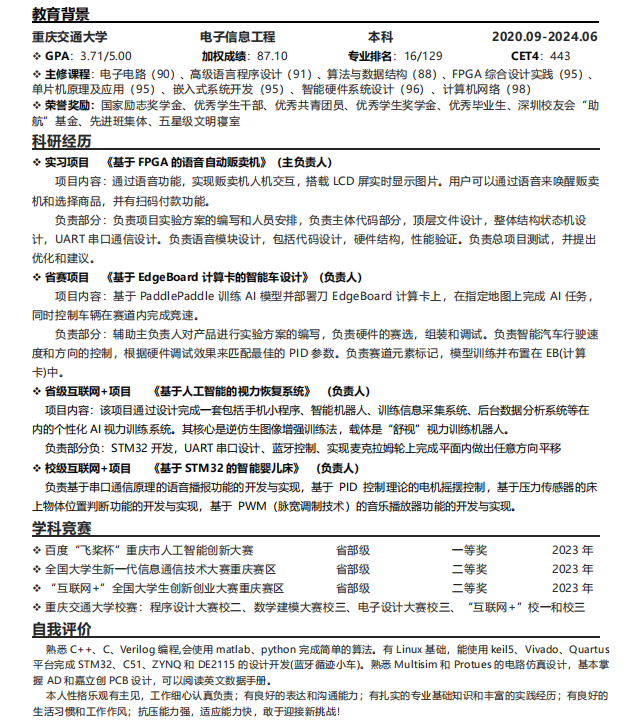 教育背景
重庆交通大学 电子信息工程 本科 2020.09-2024.06
❖ GPA：3.71/5.00 加权成绩：87.10 专业排名：16/129 CET4：443
❖ 主修课程：电子电路（90）、高级语言程序设计（91）、算法与数据结构（88）、FPGA 综合设计实践（95）、
单片机原理及应用（95）、嵌入式系统开发（95）、智能硬件系统设计（96）、计算机网络（98）
❖ 荣誉奖励：国家励志奖学金、优秀学生干部、优秀共青团员、优秀学生奖学金、优秀毕业生、深圳校友会“助
航”基金、先进班集体、五星级文明寝室
科研经历
❖ 实习项目 《基于 FPGA 的语音自动贩卖机》（主负责人）
项目内容：通过语音功能，实现贩卖机人机交互，搭载 LCD 屏实时显示图片。用户可以通过语音来唤醒贩卖
机和选择商品，并有扫码付款功能。
负责部分：负责项目实验方案的编写和人员安排，负责主体代码部分，顶层文件设计，整体结构状态机设
计，UART 串口通信设计。负责语音模块设计，包括代码设计，硬件结构，性能验证。负责总项目测试，并提出
优化和建议。
❖ 省赛项目 《基于 EdgeBoard 计算卡的智能车设计》（负责人）
项目内容：基于 PaddlePaddle 训练 AI 模型并部署刀 EdgeBoard 计算卡上，在指定地图上完成 AI 任务，
同时控制车辆在赛道内完成竞速。
负责部分：辅助主负责人对产品进行实验方案的编写，负责硬件的赛选，组装和调试。负责智能汽车行驶速
度和方向的控制，根据硬件调试效果来匹配最佳的 PID 参数。负责赛道元素标记，模型训练并布置在 EB(计算
卡)中。
❖ 省级互联网+项目 《基于人工智能的视力恢复系统》 （负责人）
项目内容：该项目通过设计完成一套包括手机小程序、智能机器人、训练信息采集系统、后台数据分析系统等在
内的个性化 AI 视力训练系统。其核心是逆仿生图像增强训练法，载体是“舒视”视力训练机器人。
负责部分负：STM32 开发，UART 串口设计、蓝牙控制、实现麦克拉姆轮上完成平面内做出任意方向平移
❖ 校级互联网+项目 《基于 STM32 的智能婴儿床》 （负责人）
负责基于串口通信原理的语音播报功能的开发与实现，基于 PID 控制理论的电机摇摆控制，基于压力传感器的床
上物体位置判断功能的开发与实现，基于 PWM（脉宽调制技术）的音乐播放器功能的开发与实现。
学科竞赛
❖ 百度“飞桨杯”重庆市人工智能创新大赛 省部级 一等奖 2023 年
❖ 全国大学生新一代信息通信技术大赛重庆赛区 省部级 二等奖 2023 年
❖ “互联网+”全国大学生创新创业大赛重庆赛区 省部级 二等奖 2023 年
❖ 重庆交通大学校赛：程序设计大赛校二、数学建模大赛校三、电子设计大赛校三、“互联网+”校一和校三
自我评价
熟悉 C++、C、Verilog 编程,会使用 matlab、python 完成简单的算法。有 Linux 基础，能使用 keil5、Vivado、Quartus
平台完成 STM32、C51、ZYNQ 和 DE2115 的设计开发(蓝牙循迹小车)。熟悉 Multisim 和 Protues 的电路仿真设计，基本掌
握 AD 和嘉立创 PCB 设计，可以阅读英文数据手册。
本人性格乐观有主见，工作细心认真负责；有良好的表达和沟通能力；有扎实的专业基础知识和丰富的实践经历；有良好的
生活习惯和工作作风；抗压能力强，适应能力快，敢于迎接新挑战！